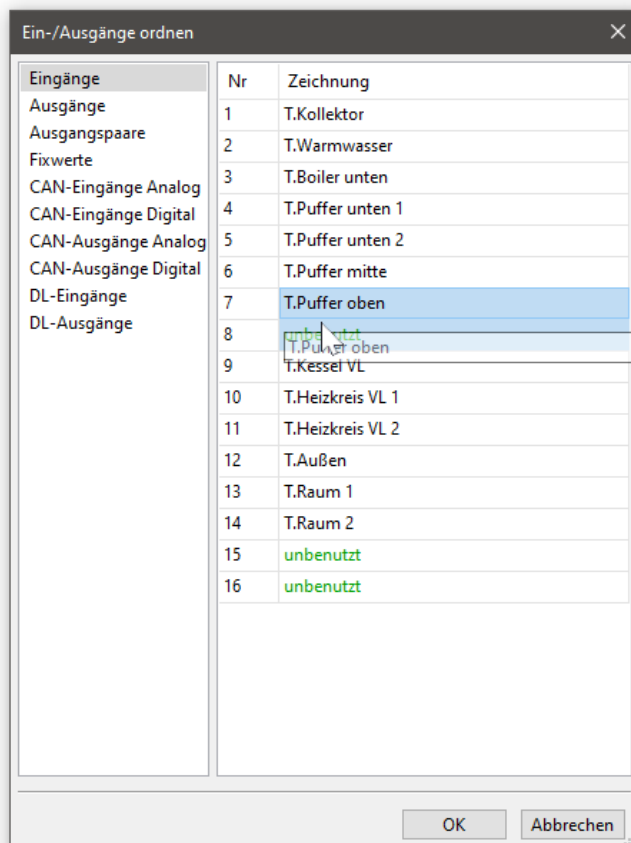 Ein-/Ausgänge ordnen
Eingänge
Ausgänge
Ausgangspaare
Fixwerte
CAN-Eingänge Analog
CAN-Eingänge Digital
CAN-Ausgänge Analog
CAN-Ausgänge Digital
DL-Eingänge
DL-Ausgänge
Nr Zeichnung
1 T.Kollektor
2 T.Warmwasser
3 T.Boiler unten
4 T.Puffer unten 1
5 T.Puffer unten 2
6 T.Puffer mitte
7 T.Puffer oben
8 unbenutzt
T.Puffer oben
9 T.Kessel VL
10 T.Heizkreis VL 1
11 T.Heizkreis VL 2
12 T.Außen
13 T.Raum 1
14 T.Raum 2
15 unbenutzt
16 unbenutzt
OK Abbrechen